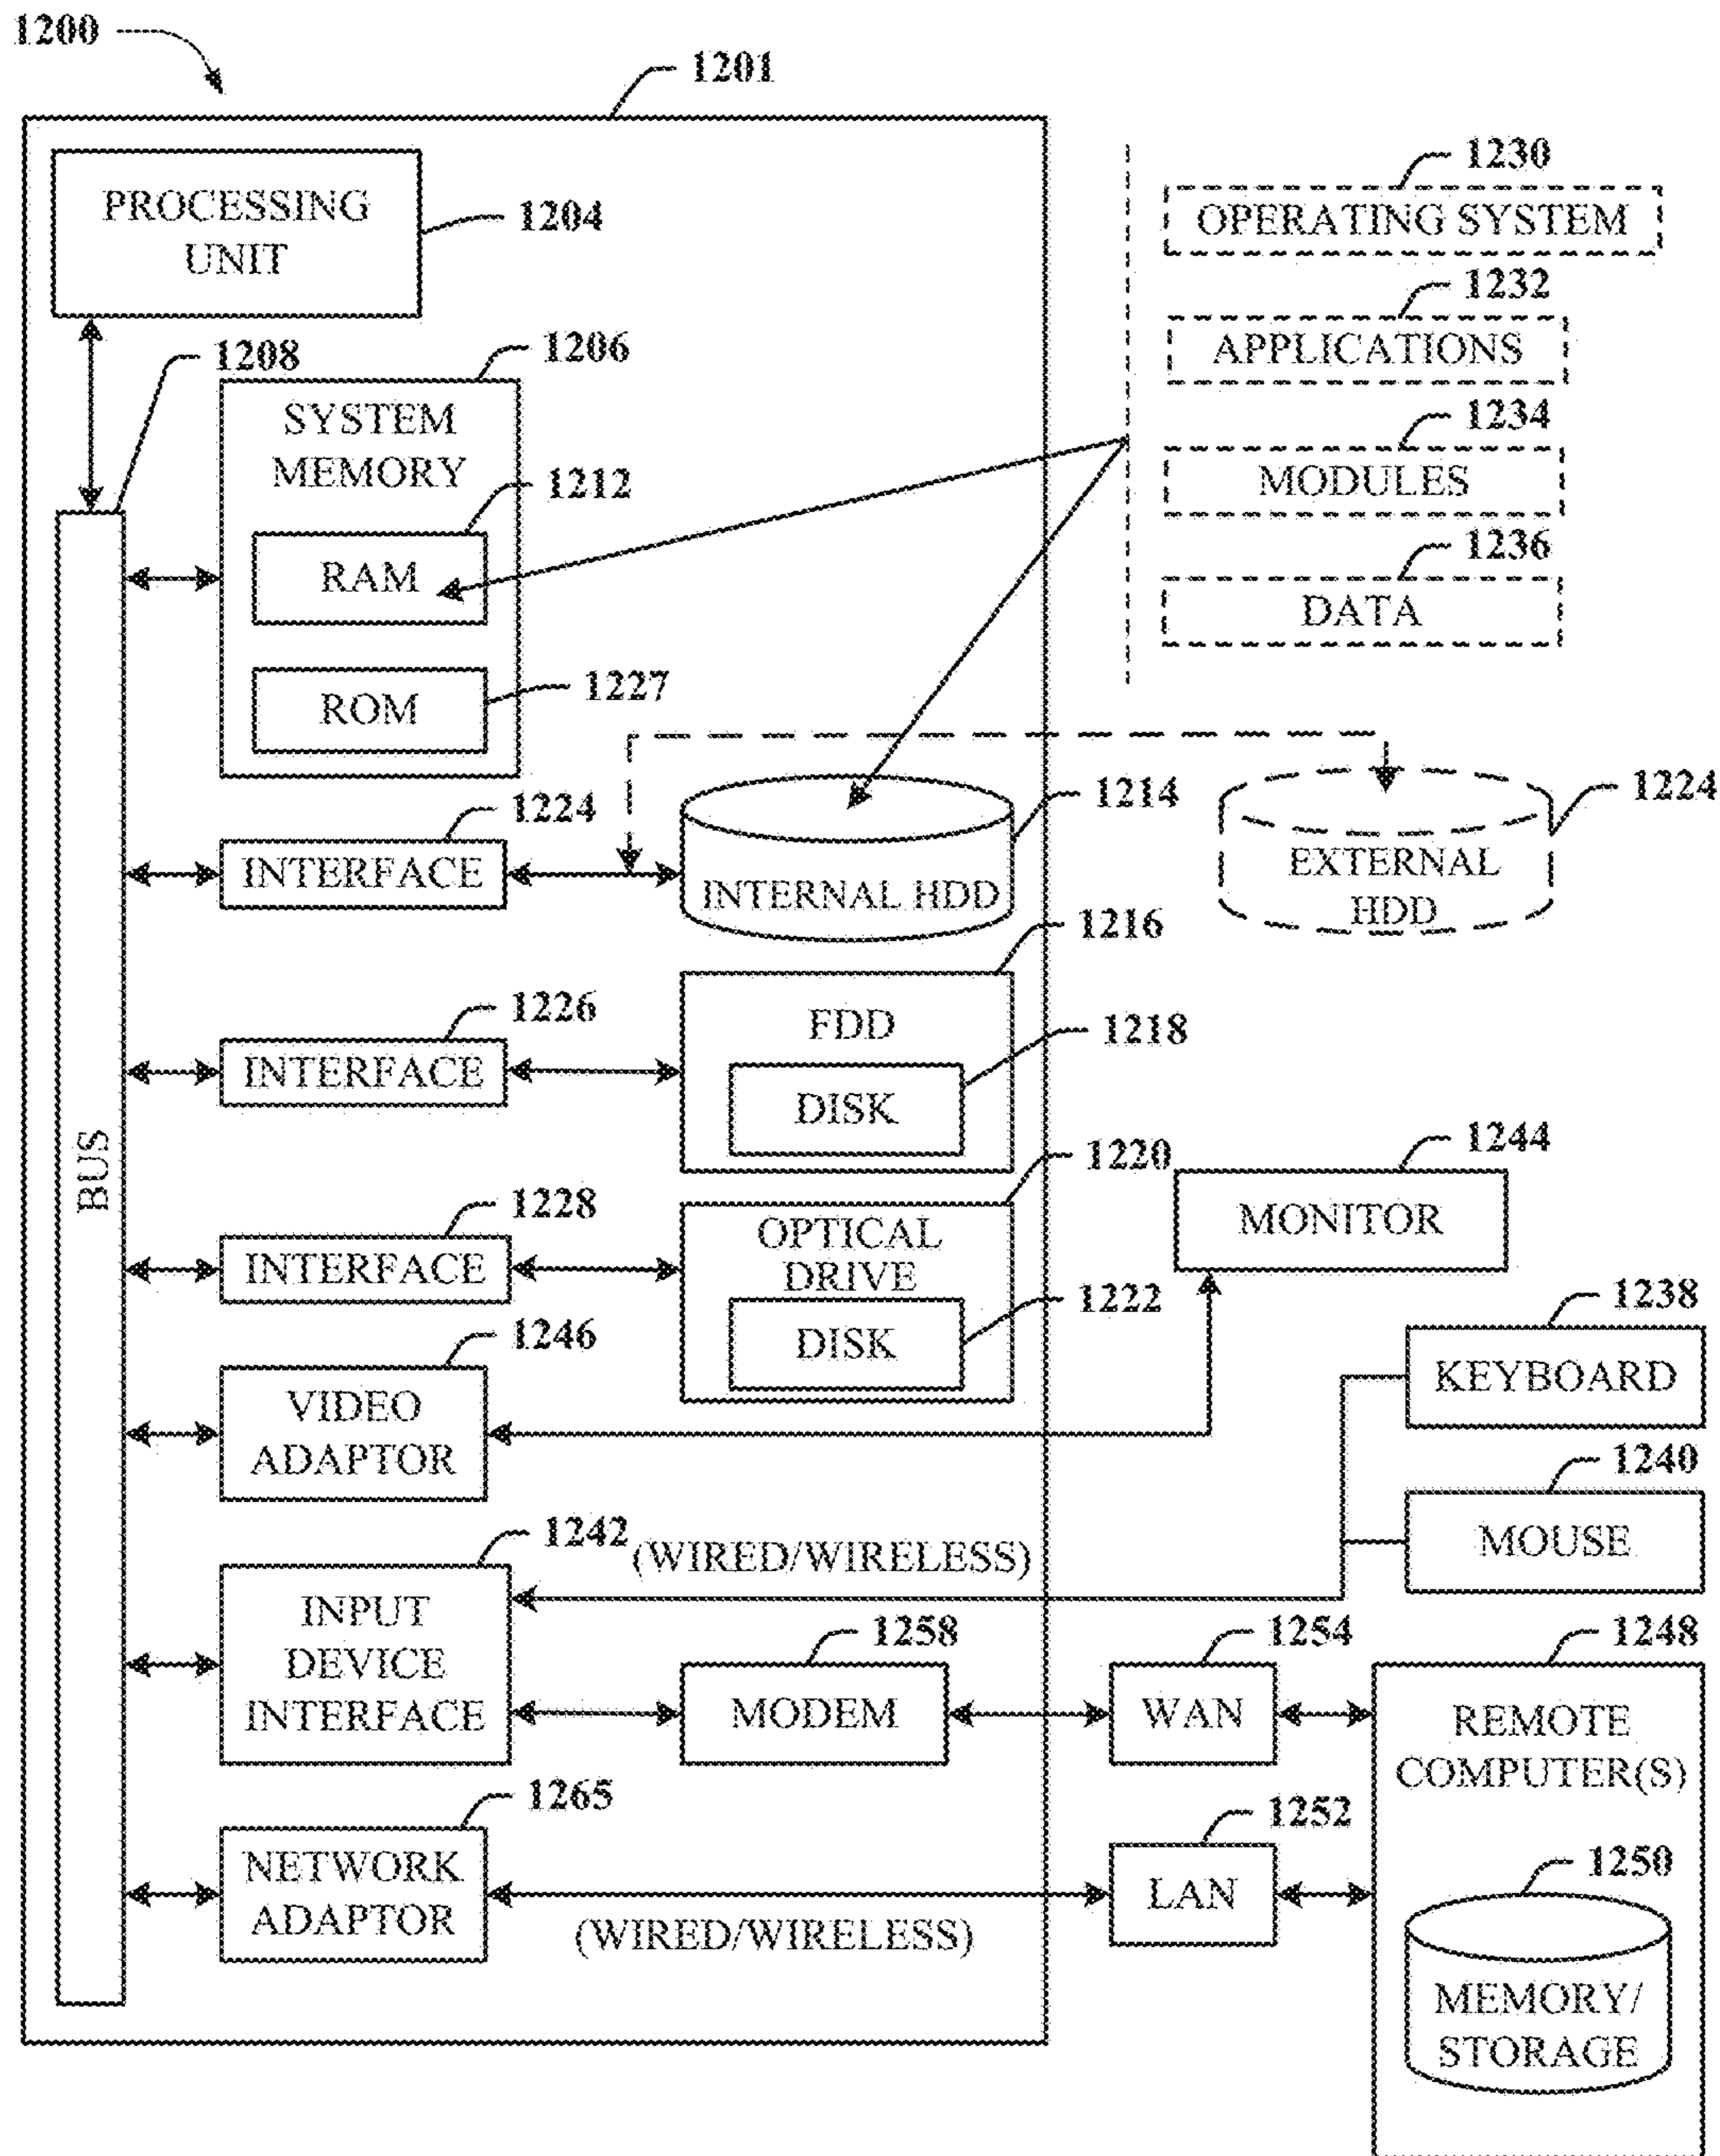 1200
1201
PROCESSING
UNIT
1204
1208
1206
SYSTEM
MEMORY
1212
RAM
1227
ROM
1230
OPERATING SYSTEM
1232
APPLICATIONS
1234
MODULES
1236
DATA
BUS
1224
INTERFACE
1214
INTERNAL HDD
1224
EXTERNAL
HDD
1226
INTERFACE
1216
FDD
1218
DISK
1228
INTERFACE
1220
OPTICAL
DRIVE
1222
DISK
1244
MONITOR
1246
VIDEO
ADAPTOR
1238
KEYBOARD
1240
MOUSE
1242
(WIRED/WIRELESS)
INPUT
DEVICE
INTERFACE
1258
MODEM
1254
WAN
1248
REMOTE
COMPUTER(S)
1265
NETWORK
ADAPTOR
(WIRED/WIRELESS)
1252
LAN
1250
MEMORY/
STORAGE